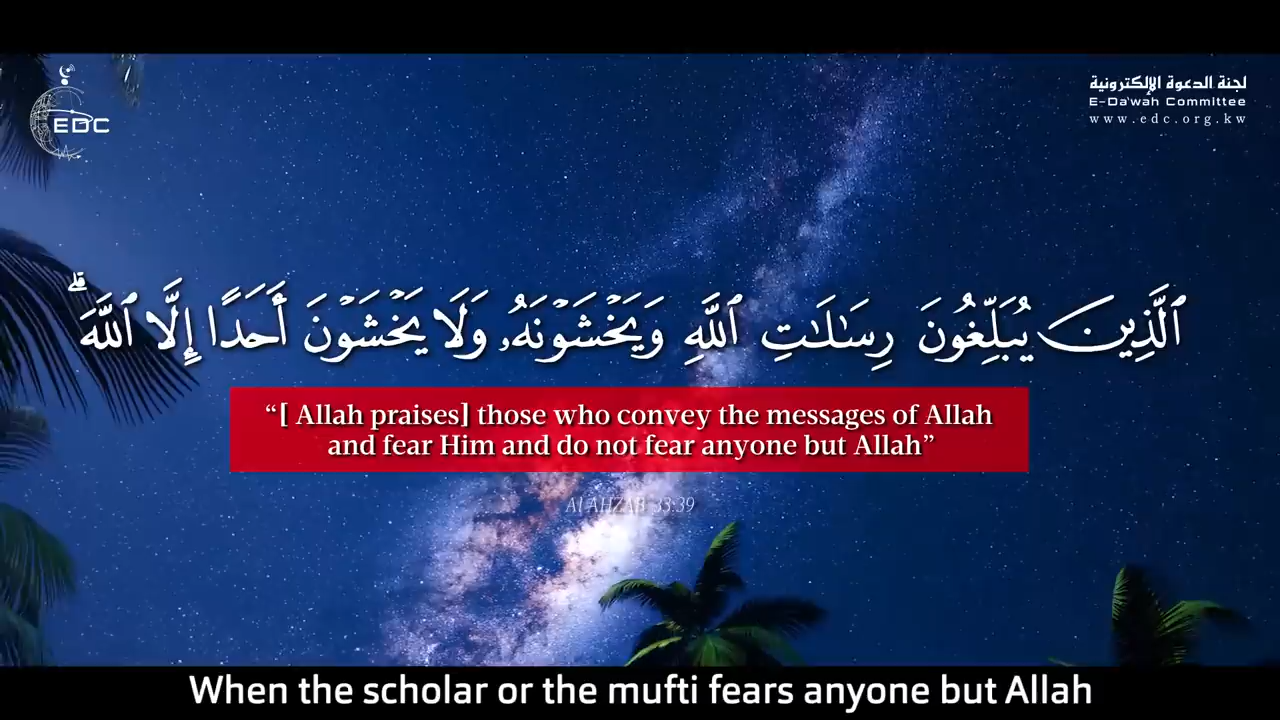 EDC
لجنة الدعوة الإلكترونية
E-Da'wah Committee
www.edc.org.kw
ٱلَّذِينَ يُبَلِّغُونَ رِسَٰلَٰتِ ٱللَّهِ وَيَخْشَوْنَهُۥ وَلَا يَخْشَوْنَ أَحَدًا إِلَّا ٱللَّهَ ۗ
“[ Allah praises] those who convey the messages of Allah
and fear Him and do not fear anyone but Allah”
Al AHZAB 33:39
When the scholar or the mufti fears anyone but Allah